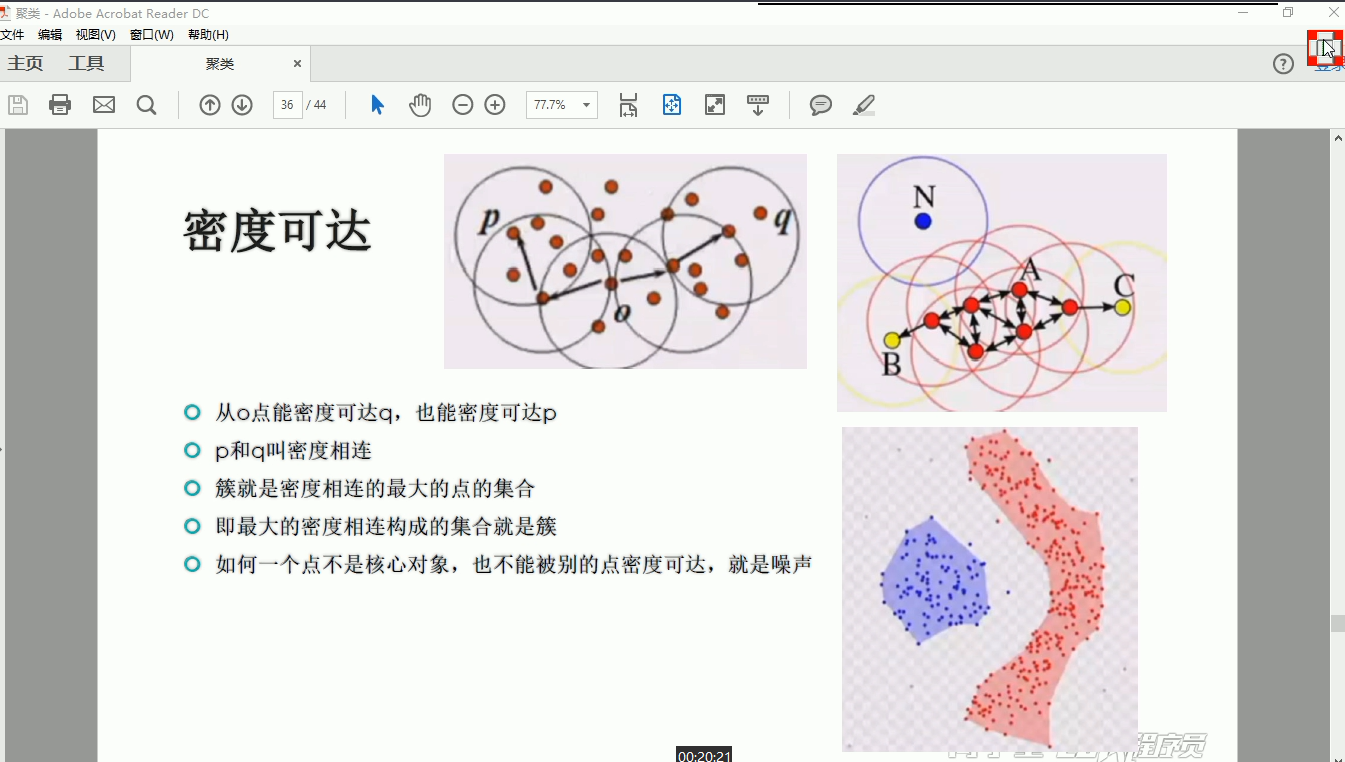 聚类 - Adobe Acrobat Reader DC
文件 编辑 视图(V) 窗口(W) 帮助(H)
主页 工具 聚类 ×
登录
36 / 44 77.7%
密度可达
p
q
o
N
A
C
B
从o点能密度可达q，也能密度可达p
p和q叫密度相连
簇就是密度相连的最大的点的集合
即最大的密度相连构成的集合就是簇
如何一个点不是核心对象，也不能被别的点密度可达，就是噪声
程序员
00:20:21